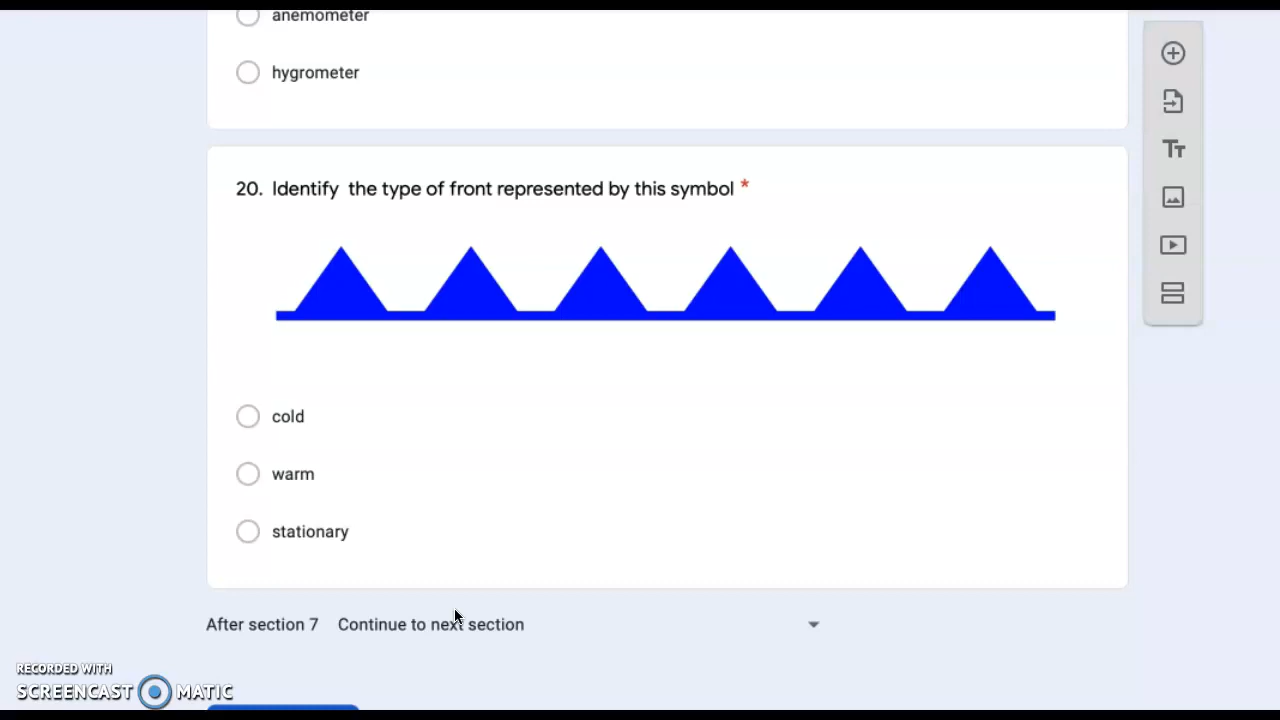 anemometer
hygrometer
20. Identify the type of front represented by this symbol *
cold
warm
stationary
After section 7 Continue to next section
RECORDED WITH
SCREENCAST MATIC
Tт